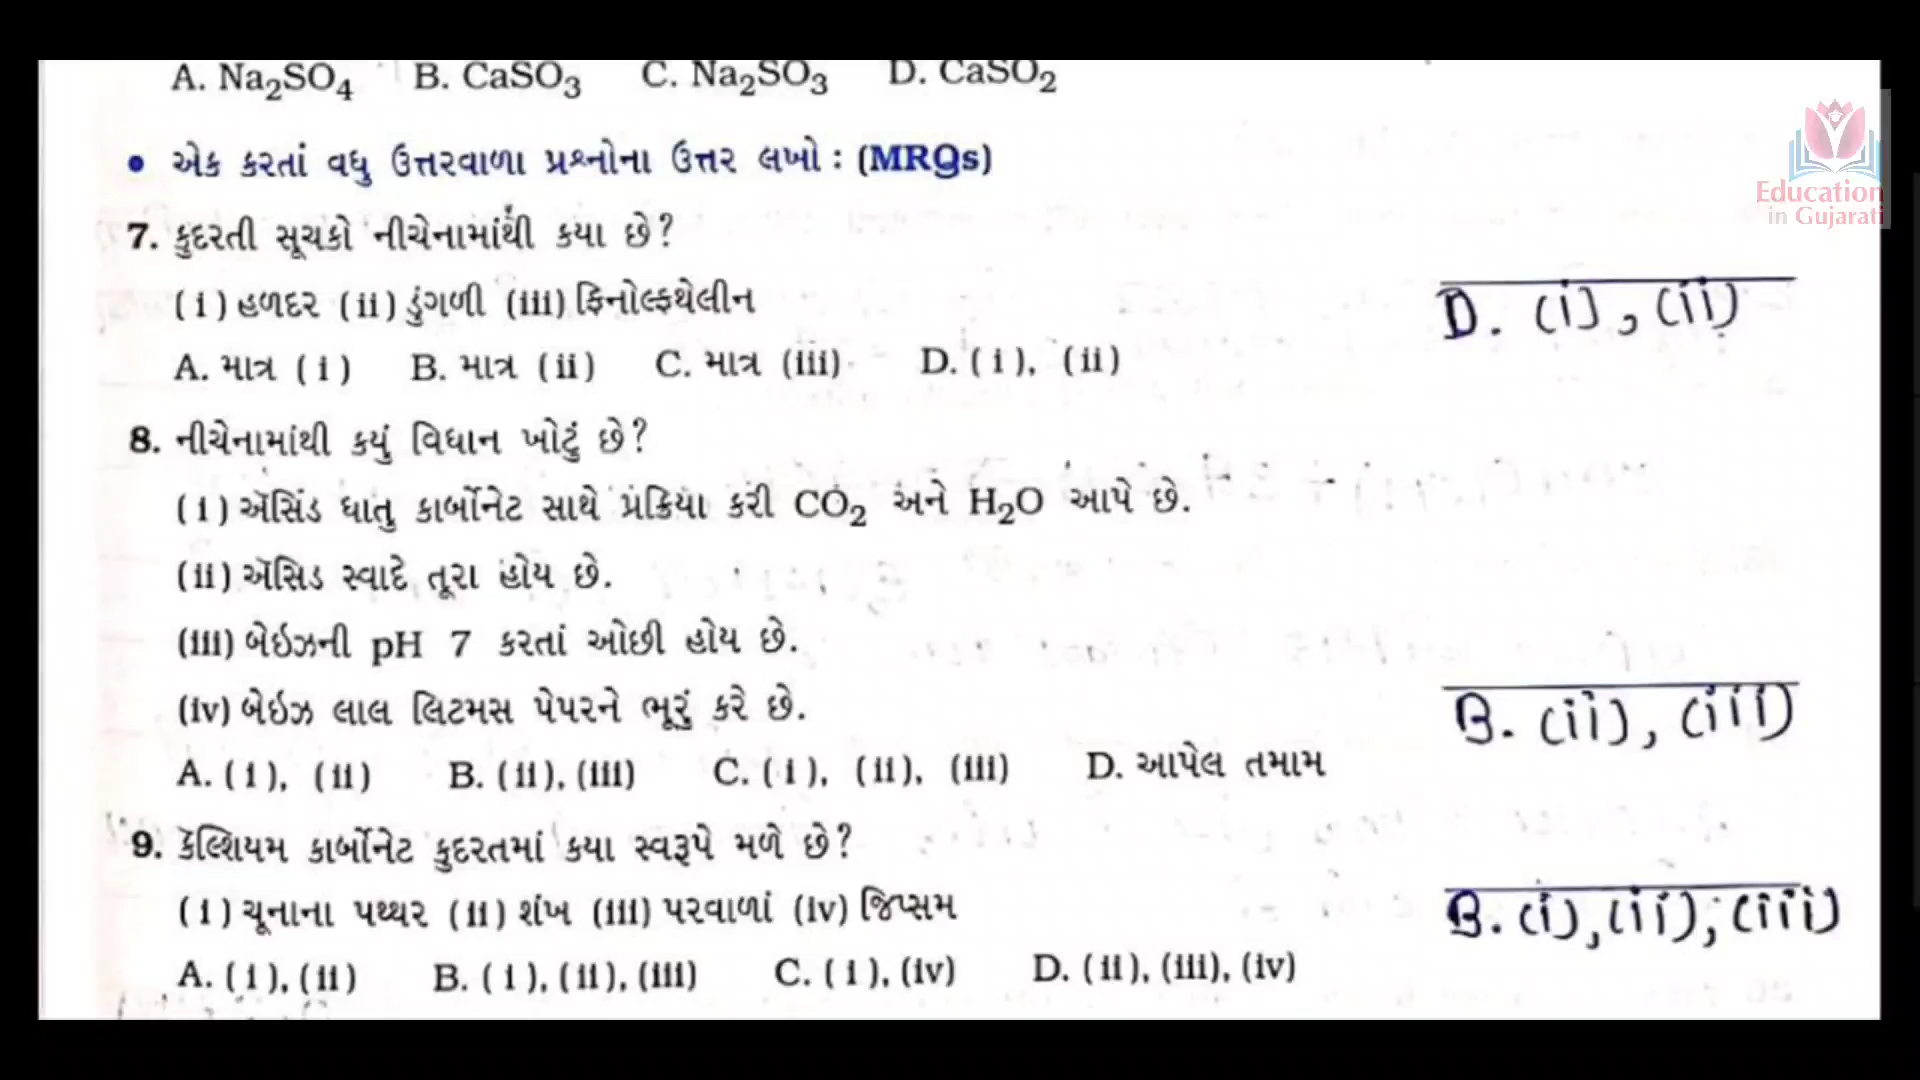 A. Na₂SO₄ B. CaSO₃ C. Na₂SO₃ D. CaSO₂
• એક કરતાં વધુ ઉત્તરવાળા પ્રશ્નોના ઉત્તર લખો : (MRQs)
Education
in Gujarati
7. કુદરતી સૂચકો નીચેનામાંથી કયા છે?
(i) હળદર (ii) ડુંગળી (iii) ફિનોલ્ફથેલીન
D. (i), (ii)
A. માત્ર (i) B. માત્ર (ii) C. માત્ર (iii) D. (i), (ii)
8. નીચેનામાંથી કયું વિધાન ખોટું છે?
(i) ઍસિડ ધાતુ કાર્બોનેટ સાથે પ્રક્રિયા કરી CO₂ અને H₂O આપે છે.
(ii) ઍસિડ સ્વાદે તૂરા હોય છે.
(iii) બેઇઝની pH 7 કરતાં ઓછી હોય છે.
(iv) બેઇઝ લાલ લિટમસ પેપરને ભૂરું કરે છે.
B. (ii), (iii)
A. (i), (ii) B. (ii), (iii) C. (i), (ii), (iii) D. આપેલ તમામ
9. કૅલ્શિયમ કાર્બોનેટ કુદરતમાં કયા સ્વરૂપે મળે છે?
(i) ચૂનાના પથ્થર (ii) શંખ (iii) પરવાળાં (iv) જિપ્સમ
B. (i), (ii), (iii)
A. (i), (ii) B. (i), (ii), (iii) C. (i), (iv) D. (ii), (iii), (iv)